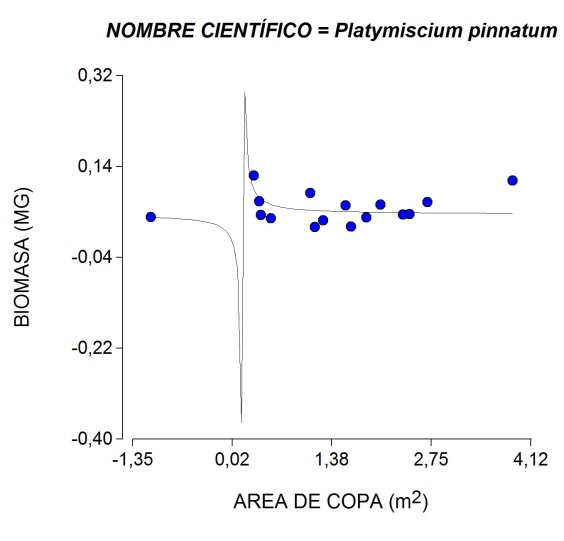 NOMBRE CIENTÍFICO = Platymiscium pinnatum
0,32
0,14
-0,04
-0,22
-0,40
BIOMASA (MG)
-1,35 0,02 1,38 2,75 4,12
AREA DE COPA (m2)